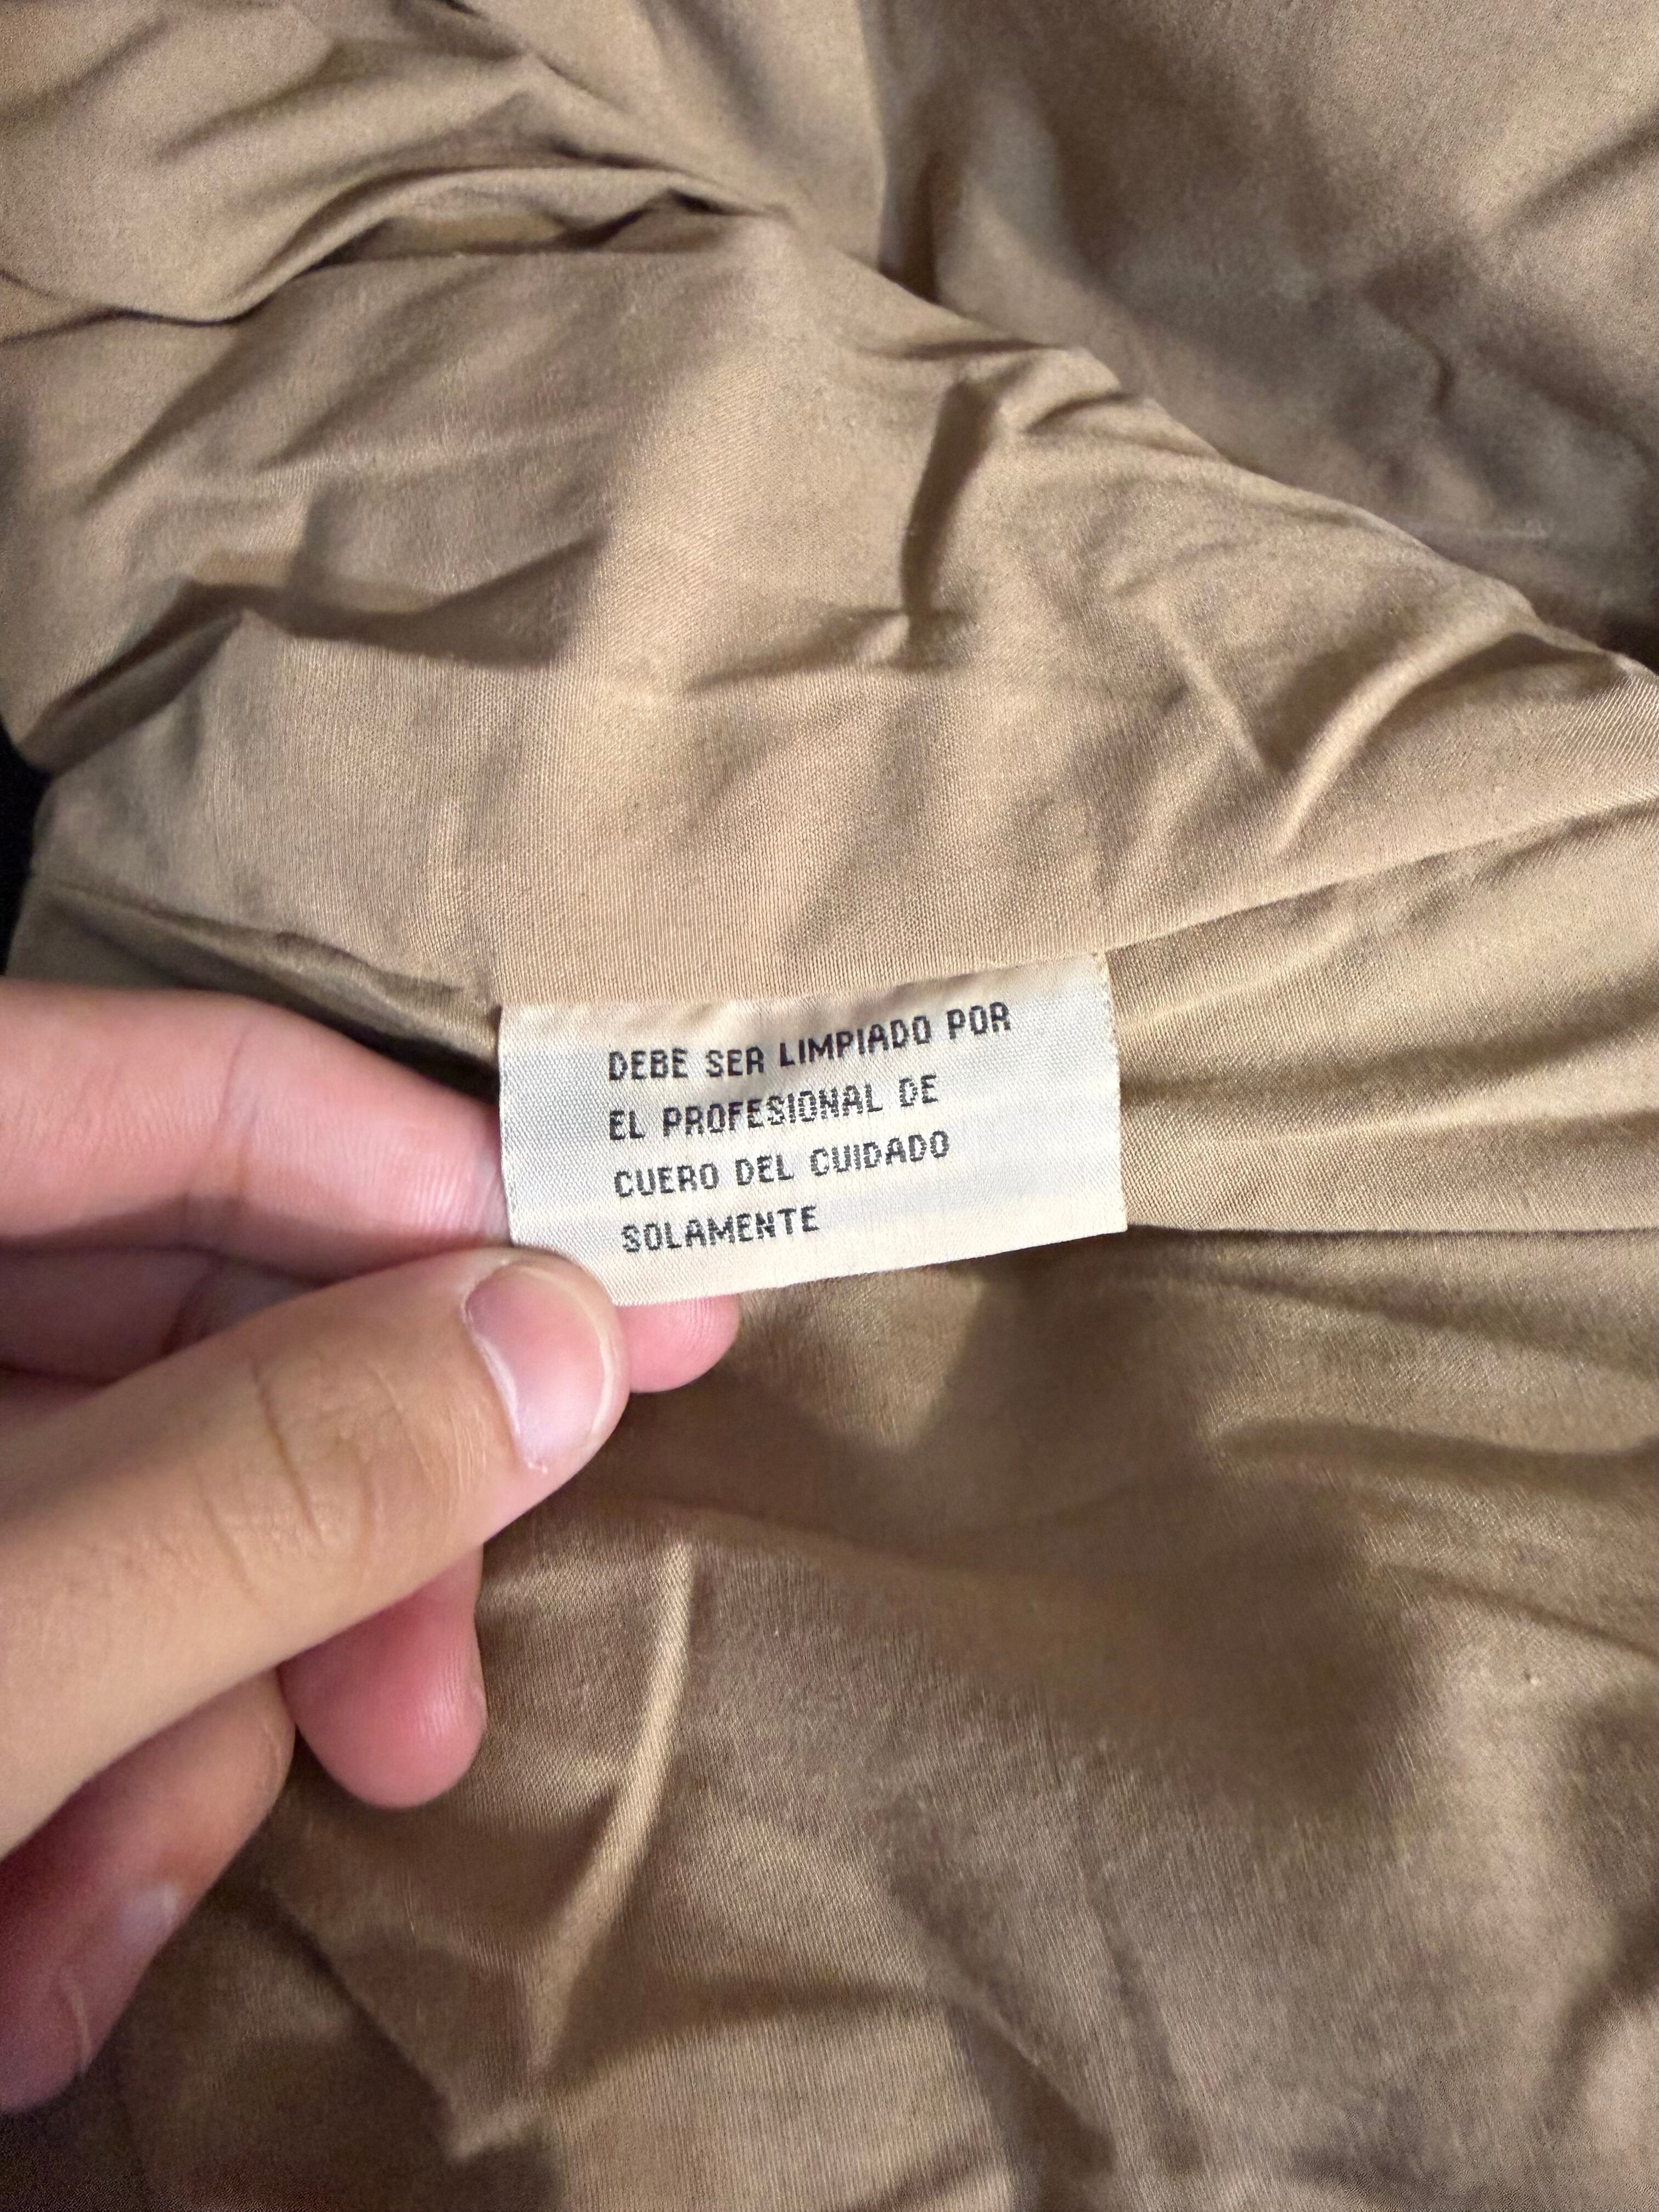 DEBE SER LIMPIADO POR
EL PROFESIONAL DE
CUERO DEL CUIDADO
SOLAMENTE